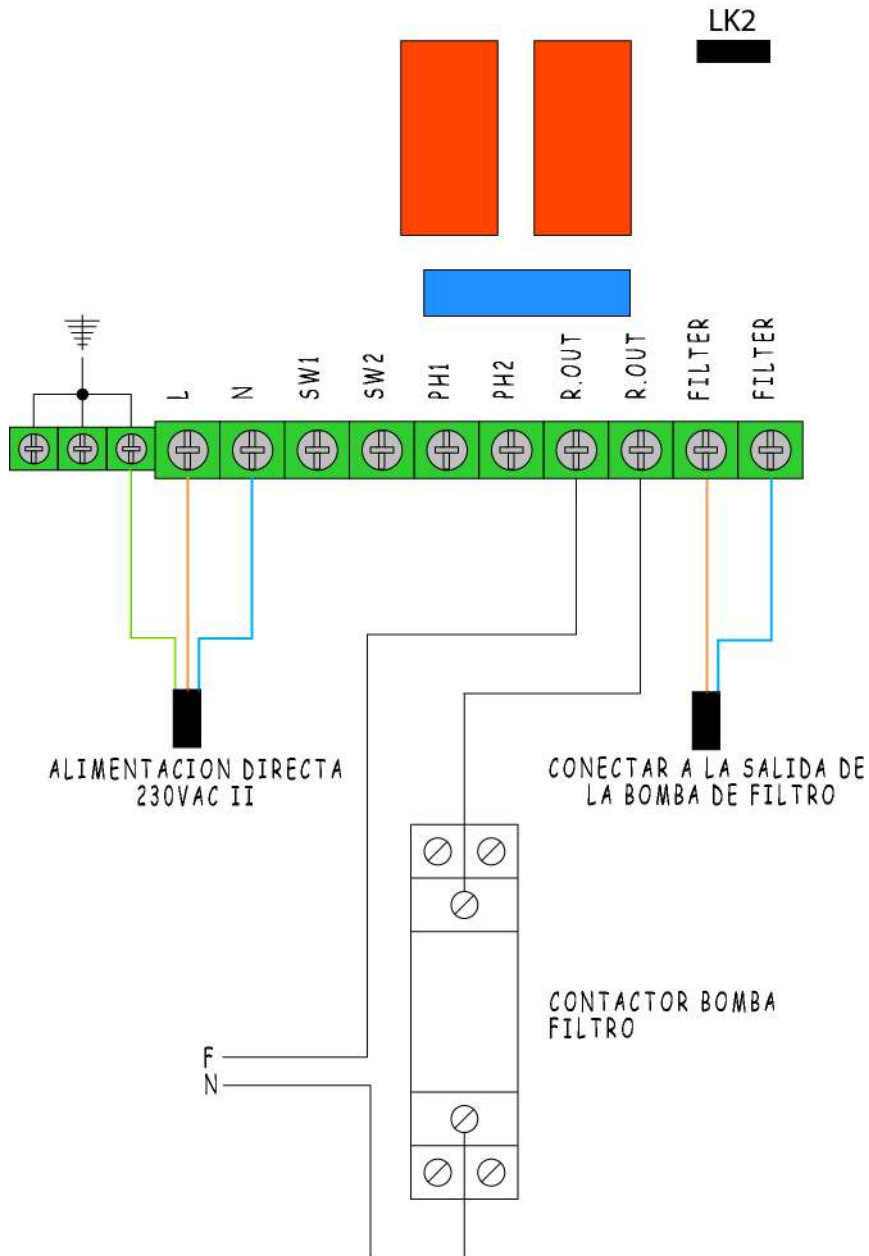 LK2
L
N
SW1
SW2
PH1
PH2
R.OUT
R.OUT
FILTER
FILTER
ALIMENTACION DIRECTA
230VAC II
CONECTAR A LA SALIDA DE
LA BOMBA DE FILTRO
CONTACTOR BOMBA
FILTRO
F
N